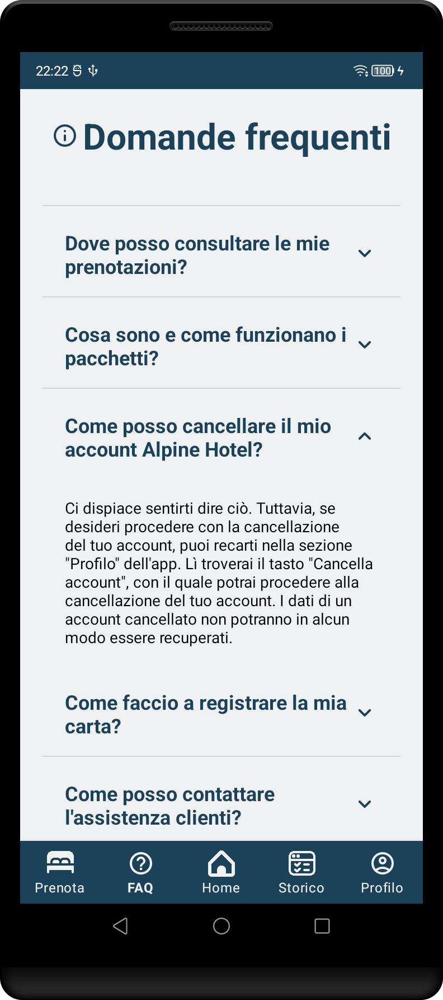 22:22
100
Domande frequenti
Dove posso consultare le mie
prenotazioni?
Cosa sono e come funzionano i
pacchetti?
Come posso cancellare il mio
account Alpine Hotel?
Ci dispiace sentirti dire ciò. Tuttavia, se
desideri procedere con la cancellazione
del tuo account, puoi recarti nella sezione
"Profilo" dell'app. Lì troverai il tasto "Cancella
account", con il quale potrai procedere alla
cancellazione del tuo account. I dati di un
account cancellato non potranno in alcun
modo essere recuperati.
Come faccio a registrare la mia
carta?
Come posso contattare
l'assistenza clienti?
Prenota
FAQ
Home
Storico
Profilo